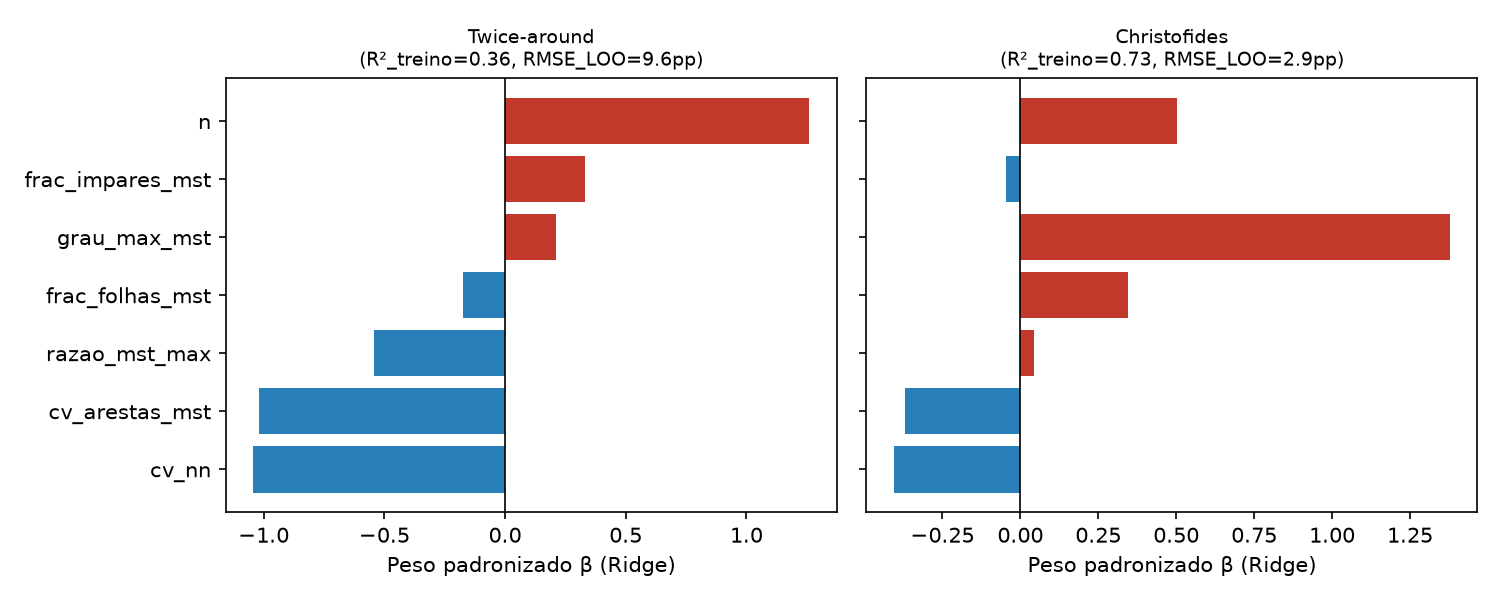 Twice-around
(R²_treino=0.36, RMSE_LOO=9.6pp)
Christofides
(R²_treino=0.73, RMSE_LOO=2.9pp)
n
frac_impares_mst
grau_max_mst
frac_folhas_mst
razao_mst_max
cv_arestas_mst
cv_nn
−1.0 −0.5 0.0 0.5 1.0
Peso padronizado β (Ridge)
−0.25 0.00 0.25 0.50 0.75 1.00 1.25
Peso padronizado β (Ridge)